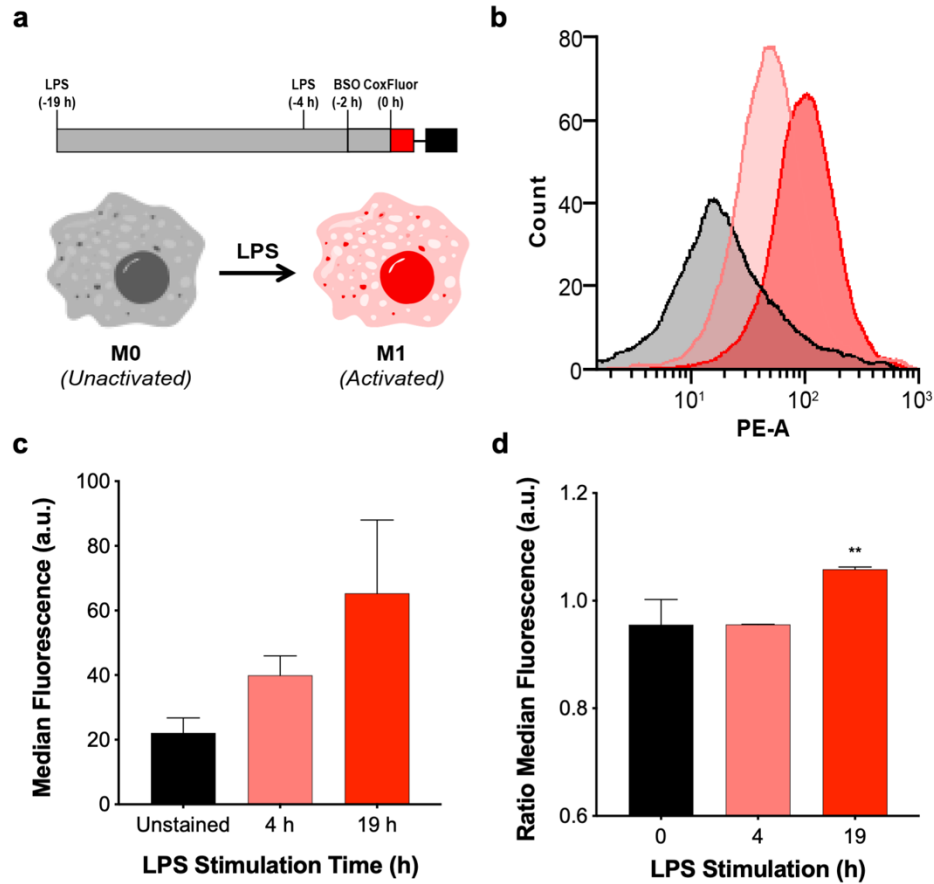 a
LPS
(-19 h)
LPS
(-4 h)
BSO
(-2 h)
CoxFluor
(0 h)
LPS
M0
(Unactivated)
M1
(Activated)
b
80
60
40
20
0
Count
10¹
10²
10³
PE-A
c
100
80
60
40
20
0
Median Fluorescence (a.u.)
Unstained
4 h
19 h
LPS Stimulation Time (h)
d
1.2
1.0
0.8
0.6
Ratio Median Fluorescence (a.u.)
**
0
4
19
LPS Stimulation (h)